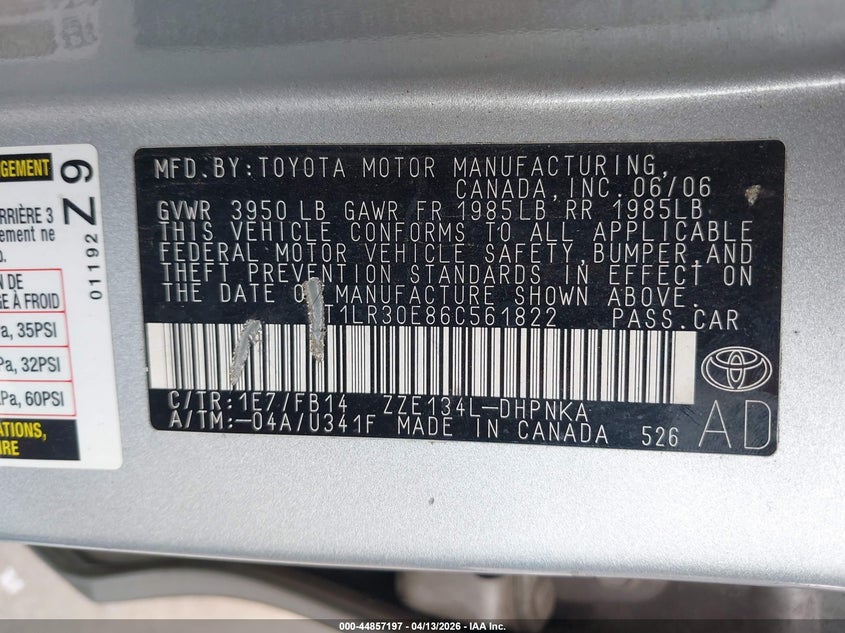 GEMENT
RRIÈRE 3
ement ne
N DE
GE À FROID
Pa, 35PSI
Pa, 32PSI
Pa, 60PSI
ATIONS,
IRE
Z 9
01192
MFD. BY: TOYOTA MOTOR MANUFACTURING,
CANADA, INC. 06/06
GVWR 3950 LB GAWR FR 1985LB RR 1985LB
THIS VEHICLE CONFORMS TO ALL APPLICABLE
FEDERAL MOTOR VEHICLE SAFETY, BUMPER, AND
THEFT PREVENTION STANDARDS IN EFFECT ON
THE DATE OF MANUFACTURE SHOWN ABOVE.
T1LR30E86C561822 PASS.CAR
C/TR: 1E7/FB14 ZZE134L-DHPNKA
A/TM:-04A/U341F MADE IN CANADA 526
AD
000-44857197 - 04/13/2026 - IAA Inc.